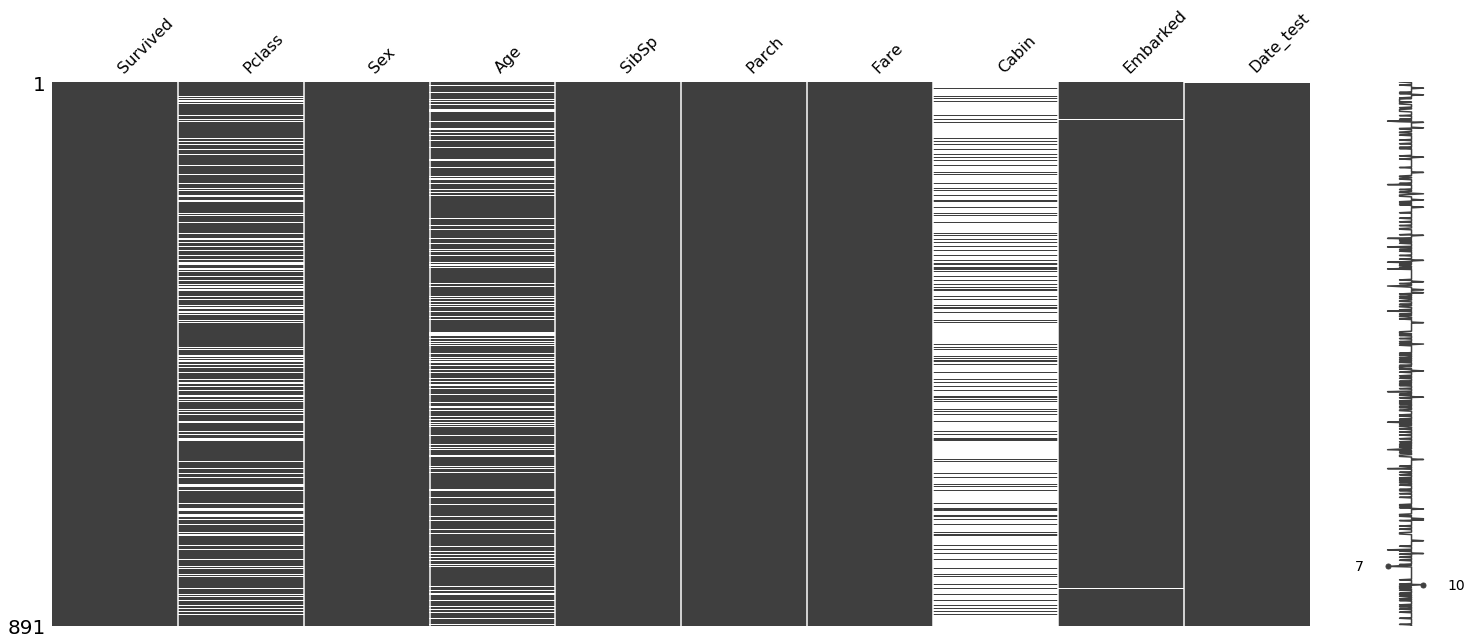 Survived
Pclass
Sex
Age
SibSp
Parch
Fare
Cabin
Embarked
Date_test
1
891
7
10